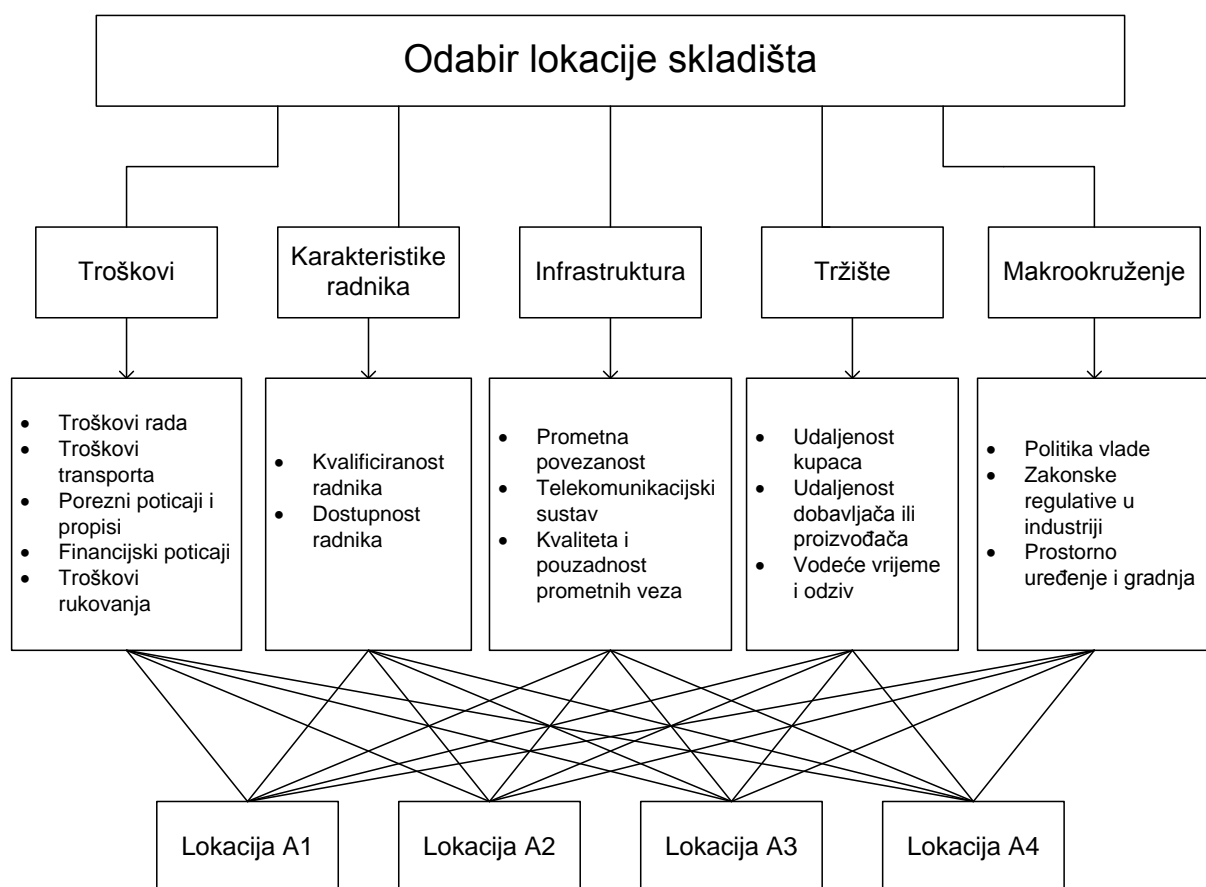 Odabir lokacije skladišta
Troškovi
Karakteristike
radnika
Infrastruktura
Tržište
Makrookruženje
• Troškovi rada
• Troškovi
transporta
• Porezni poticaji i
propisi
• Financijski poticaji
• Troškovi
rukovanja
• Kvalificiranost
radnika
• Dostupnost
radnika
• Prometna
povezanost
• Telekomunikacijski
sustav
• Kvaliteta i
pouzadnost
prometnih veza
• Udaljenost
kupaca
• Udaljenost
dobavljača ili
proizvođača
• Vodeće vrijeme
i odziv
• Politika vlade
• Zakonske
regulative u
industriji
• Prostorno
uređenje i gradnja
Lokacija A1
Lokacija A2
Lokacija A3
Lokacija A4